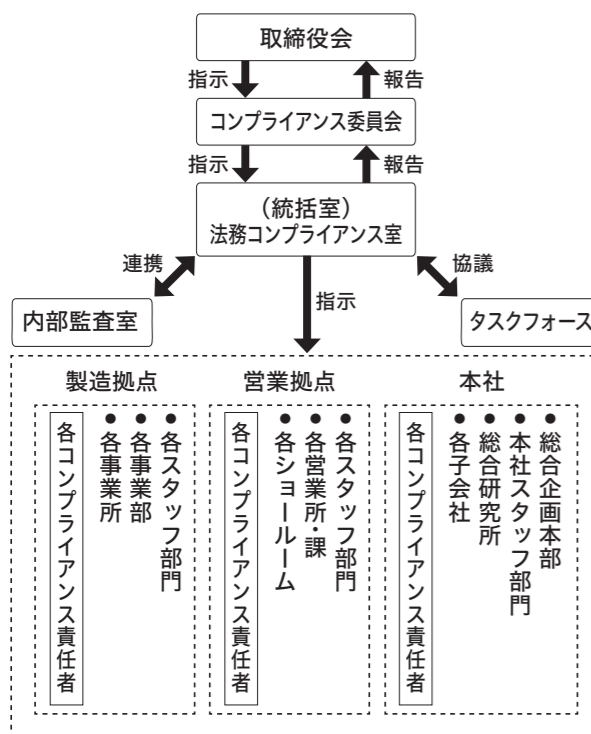 取締役会
指示
報告
コンプライアンス委員会
指示
報告
（統括室）
法務コンプライアンス室
連携
協議
指示
内部監査室
タスクフォース
製造拠点
営業拠点
本社
●各スタッフ部門
●各事業部
●各事業所
各コンプライアンス責任者
●各スタッフ部門
●各営業所・課
●各ショールーム
各コンプライアンス責任者
●総合企画本部
●本社スタッフ部門
●総合研究所
●各子会社
各コンプライアンス責任者